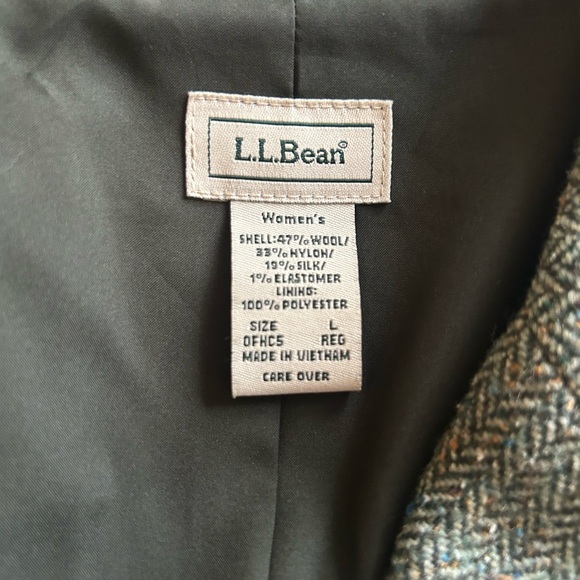 L.L.Bean®
Women's
SHELL:47% WOOL/
33% NYLON/
19% SILK/
1% ELASTOMER
LINING:
100% POLYESTER
SIZE L
OFHC5 REG
MADE IN VIETNAM
CARE OVER